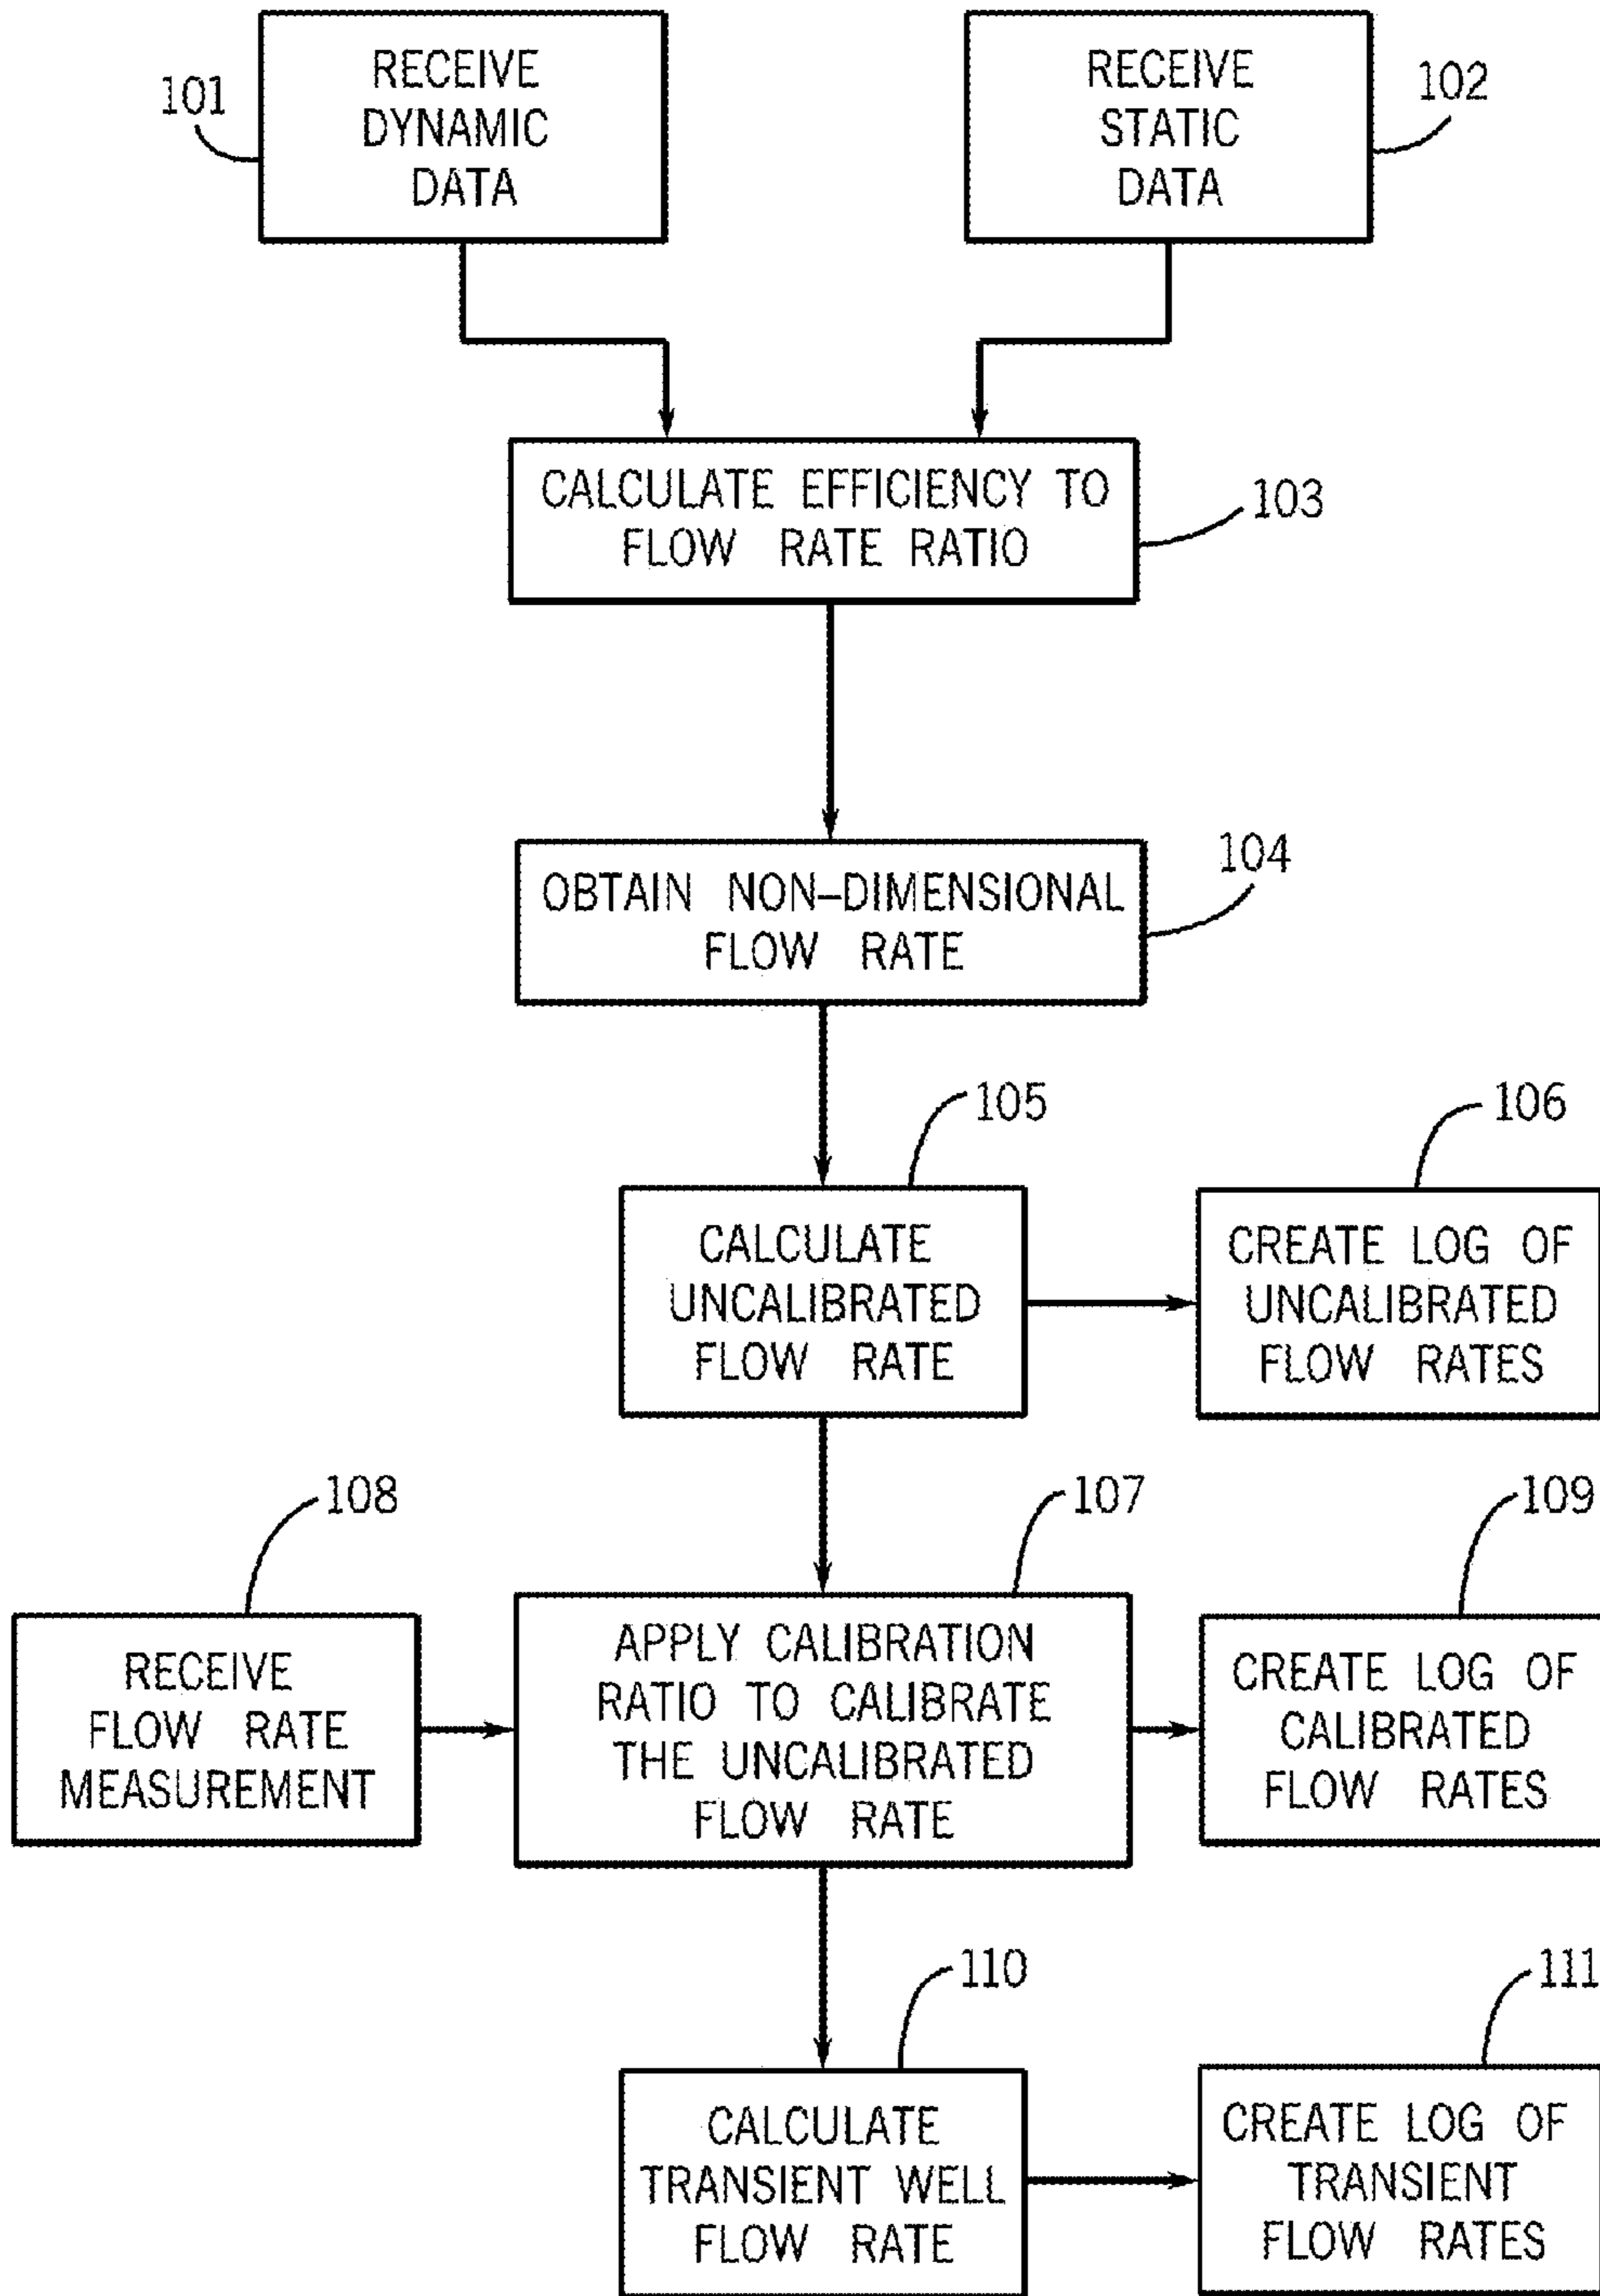 101
RECEIVE
DYNAMIC
DATA
RECEIVE
STATIC
DATA
102
CALCULATE EFFICIENCY TO
FLOW RATE RATIO
103
OBTAIN NON–DIMENSIONAL
FLOW RATE
104
105
CALCULATE
UNCALIBRATED
FLOW RATE
106
CREATE LOG OF
UNCALIBRATED
FLOW RATES
108
RECEIVE
FLOW RATE
MEASUREMENT
107
APPLY CALIBRATION
RATIO TO CALIBRATE
THE UNCALIBRATED
FLOW RATE
109
CREATE LOG OF
CALIBRATED
FLOW RATES
110
CALCULATE
TRANSIENT WELL
FLOW RATE
111
CREATE LOG OF
TRANSIENT
FLOW RATES